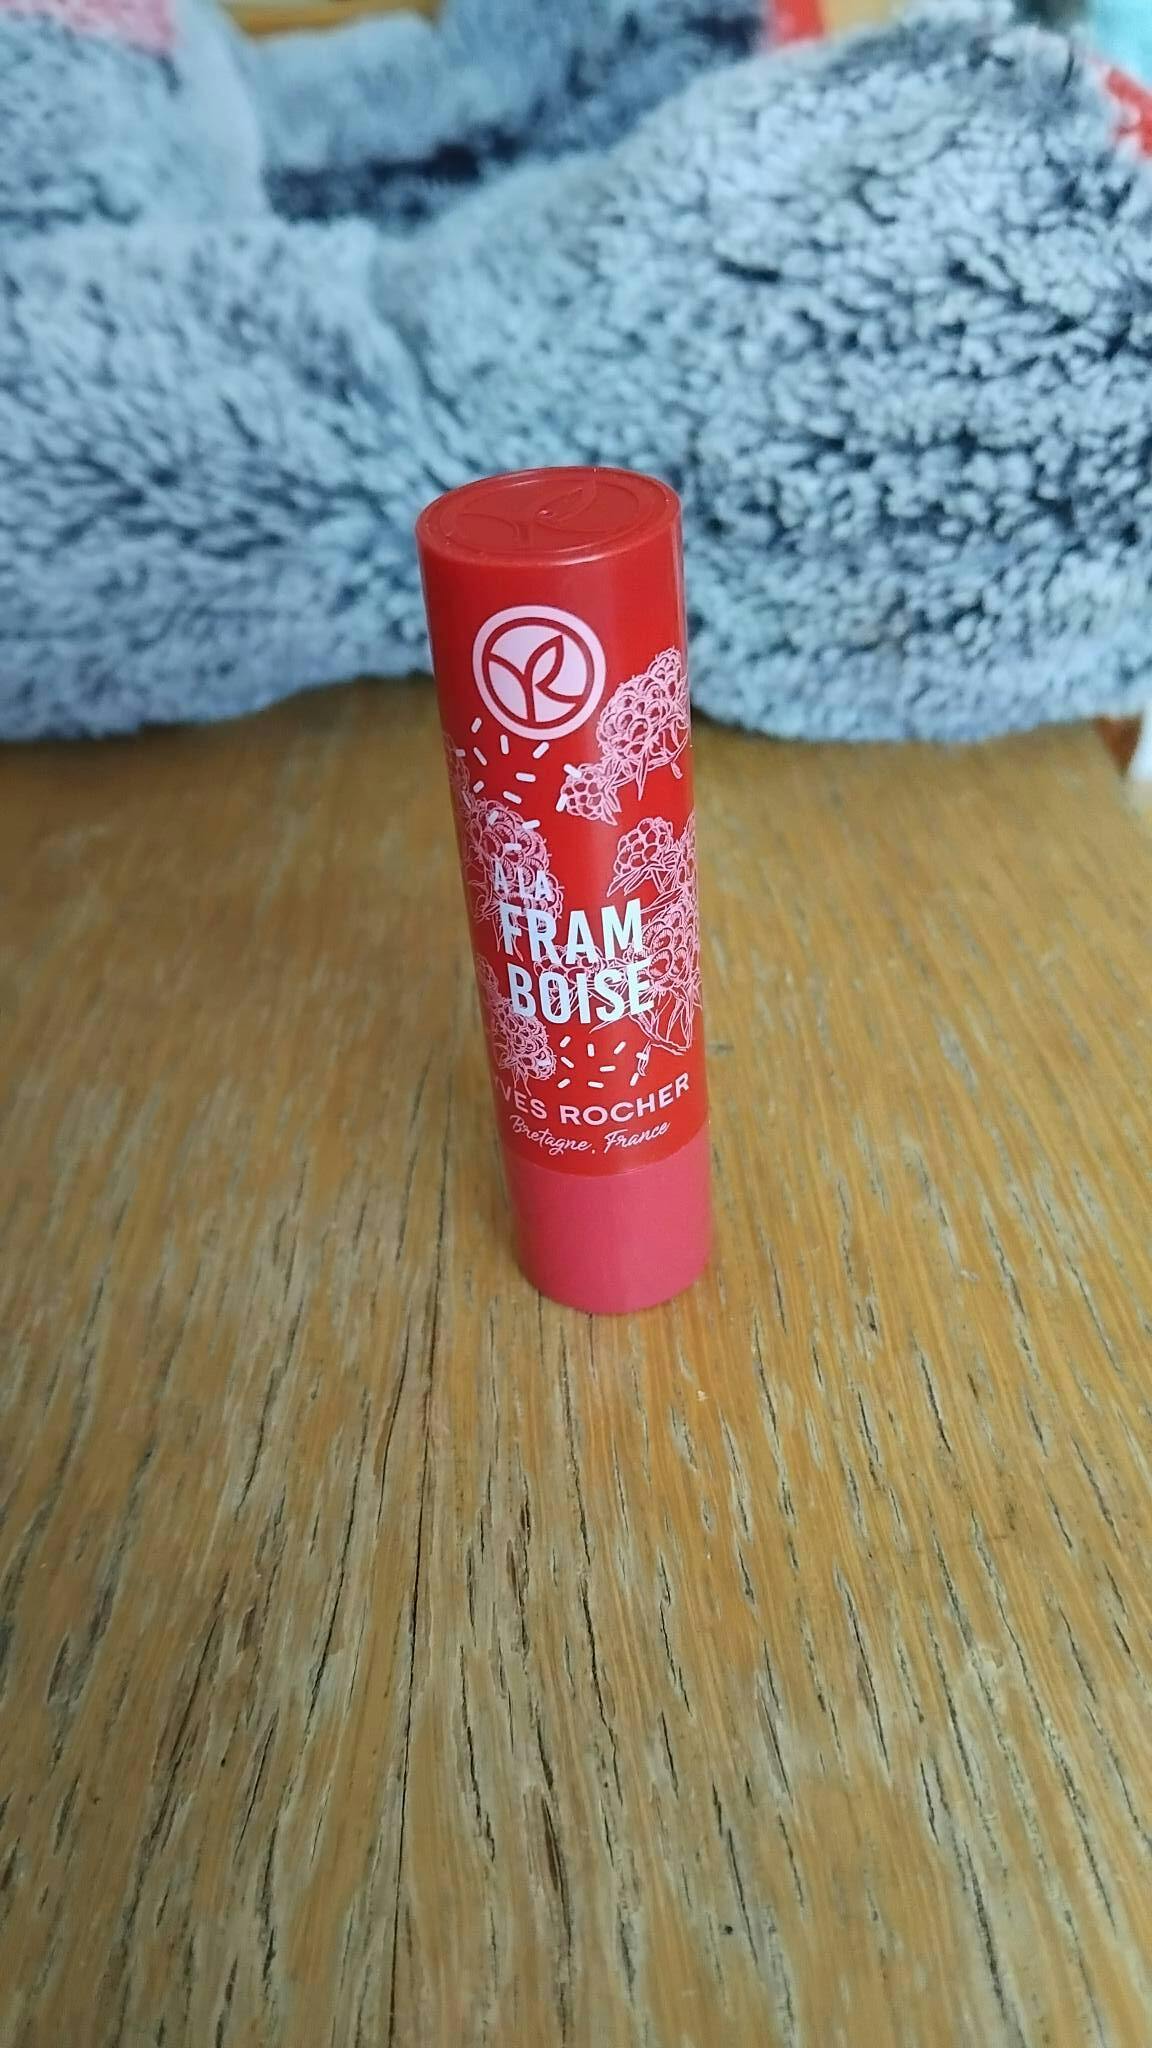 À LA
FRAM
BOISE
YVES ROCHER
Bretagne, France